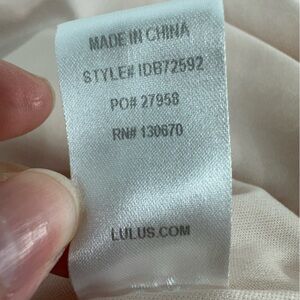 MADE IN CHINA
STYLE# IDB72592
PO# 27958
RN# 130670
LULUS.COM